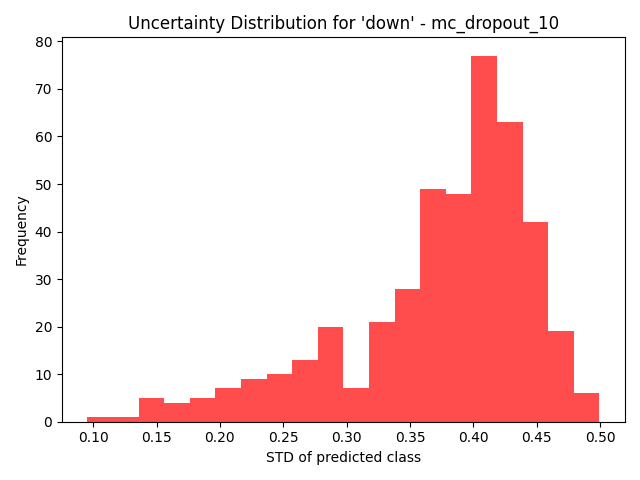 Uncertainty Distribution for 'down' - mc_dropout_10
80
70
60
50
40
30
20
10
0
Frequency
0.10 0.15 0.20 0.25 0.30 0.35 0.40 0.45 0.50
STD of predicted class